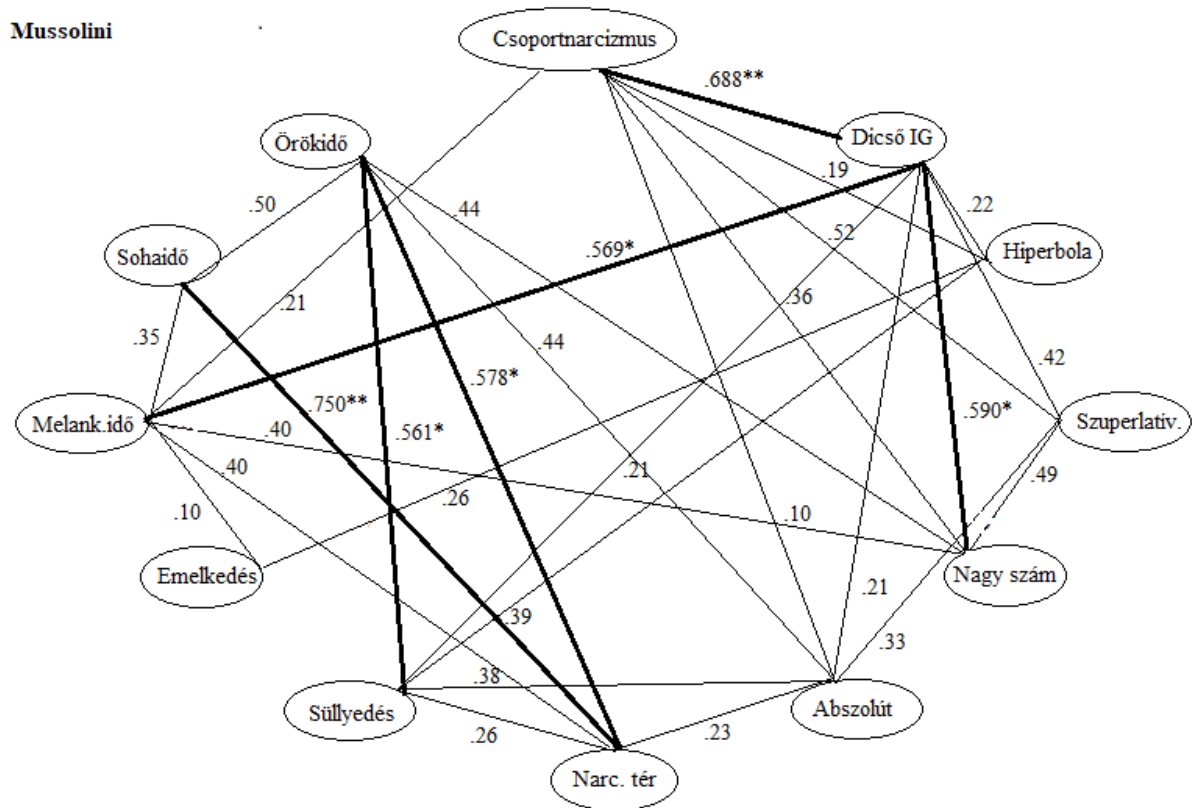 Mussolini
Csoportnarcizmus
.688**
Örökidő
Dicső IG
.19
.22
.50
.44
.52
Sohaidő
.569*
Hiperbola
.21
.36
.35
.44
.42
.578*
.750**
.590*
Melank.idő
.40
.561*
Szuperlatív.
.40
.21
.49
.26
.10
.10
Emelkedés
Nagy szám
.21
.39
.33
.38
Süllyedés
Abszolút
.26
.23
Narc. tér